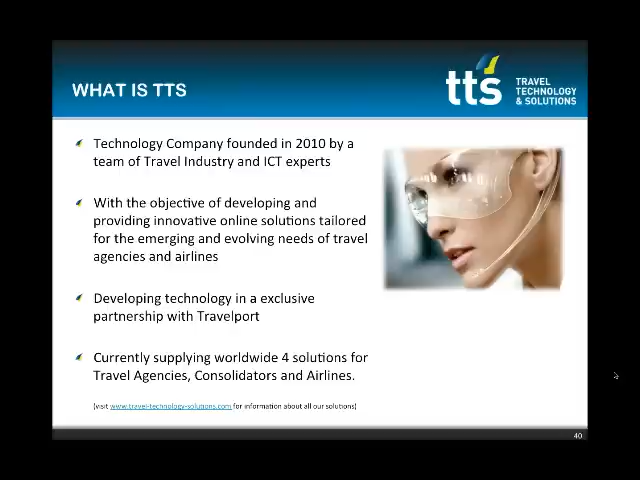 WHAT IS TTS
tts TRAVEL
TECHNOLOGY
& SOLUTIONS
Technology Company founded in 2010 by a
team of Travel Industry and ICT experts
With the objective of developing and
providing innovative online solutions tailored
for the emerging and evolving needs of travel
agencies and airlines
Developing technology in a exclusive
partnership with Travelport
Currently supplying worldwide 4 solutions for
Travel Agencies, Consolidators and Airlines.
(visit www.travel-technology-solutions.com for information about all our solutions)
40